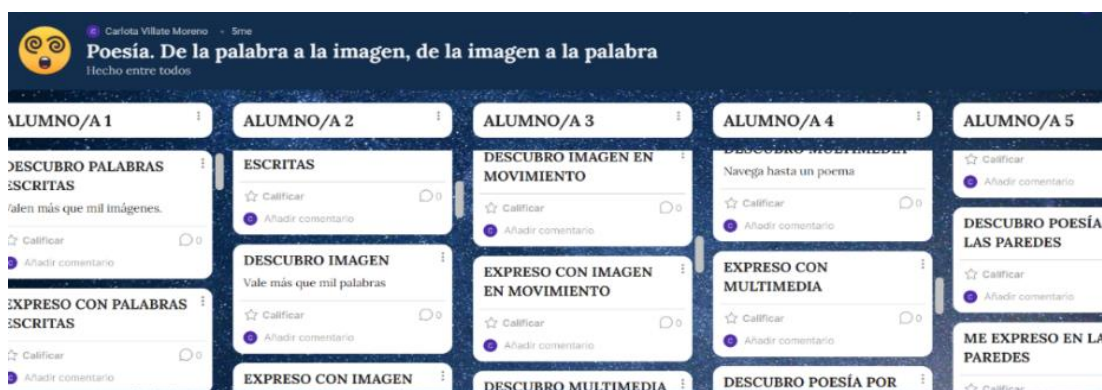 Carlota Villate Moreno • 5me
Poesía. De la palabra a la imagen, de la imagen a la palabra
Hecho entre todos
ALUMNO/A 1
DESCUBRO PALABRAS
ESCRITAS
Valen más que mil imágenes.
Calificar
0
Añadir comentario
EXPRESO CON PALABRAS
ESCRITAS
Calificar
0
Añadir comentario
ALUMNO/A 2
ESCRITAS
Calificar
0
C Añadir comentario
DESCUBRO IMAGEN
Vale más que mil palabras
Calificar
0
C Añadir comentario
EXPRESO CON IMAGEN
ALUMNO/A 3
DESCUBRO IMAGEN EN
MOVIMIENTO
Calificar
0
C Añadir comentario
EXPRESO CON IMAGEN
EN MOVIMIENTO
Calificar
0
C Añadir comentario
DESCUBRO MULTIMEDIA
ALUMNO/A 4
DESCUBRO MULTIMEDIA
Navega hasta un poema
Calificar
0
C Añadir comentario
EXPRESO CON
MULTIMEDIA
Calificar
0
C Añadir comentario
DESCUBRO POESÍA POR
ALUMNO/A 5
Calificar
C Añadir comentario
DESCUBRO POESÍA
LAS PAREDES
Calificar
C Añadir comentario
ME EXPRESO EN LA
PAREDES
Calificar